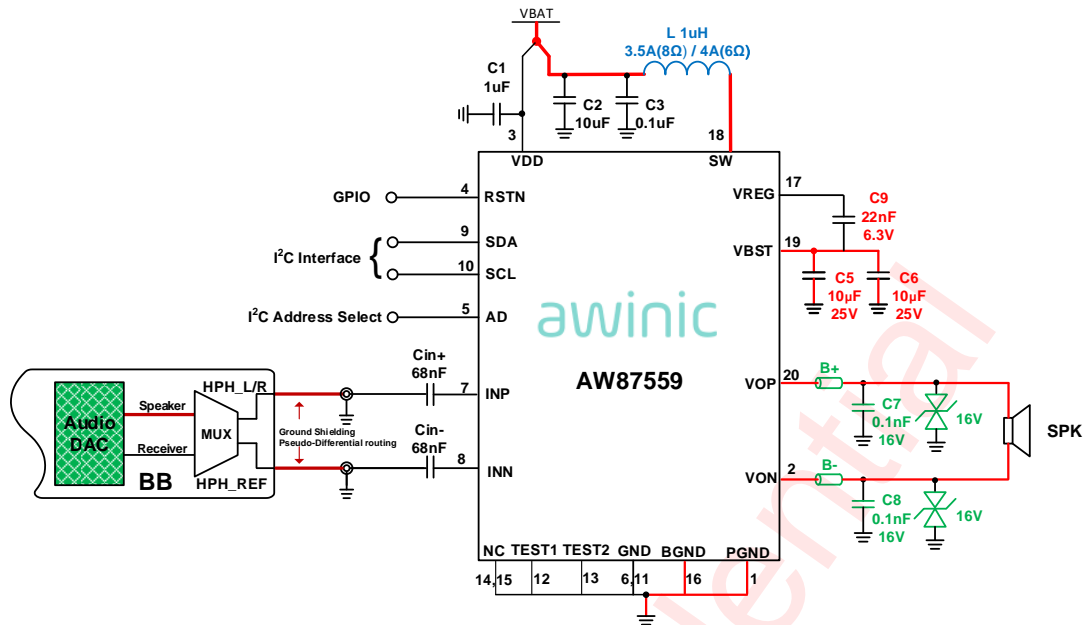 VBAT
L 1uH
3.5A(8Ω) / 4A(6Ω)
C1
1uF
C2
10uF
C3
0.1uF
3
18
VDD
SW
GPIO
4
RSTN
I²C Interface
9
SDA
10
SCL
I²C Address Select
5
AD
17
VREG
C9
22nF
6.3V
19
VBST
C5
10μF
25V
C6
10μF
25V
awinic
AW87559
BB
Audio
DAC
Speaker
Receiver
MUX
HPH_L/R
HPH_REF
Ground Shielding
Pseudo-Differential routing
Cin+
68nF
7
INP
Cin-
68nF
8
INN
20
VOP
B+
C7
0.1nF
16V
16V
SPK
2
VON
B-
C8
0.1nF
16V
16V
NC
TEST1
TEST2
GND
BGND
PGND
14,15
12
13
6,11
16
1